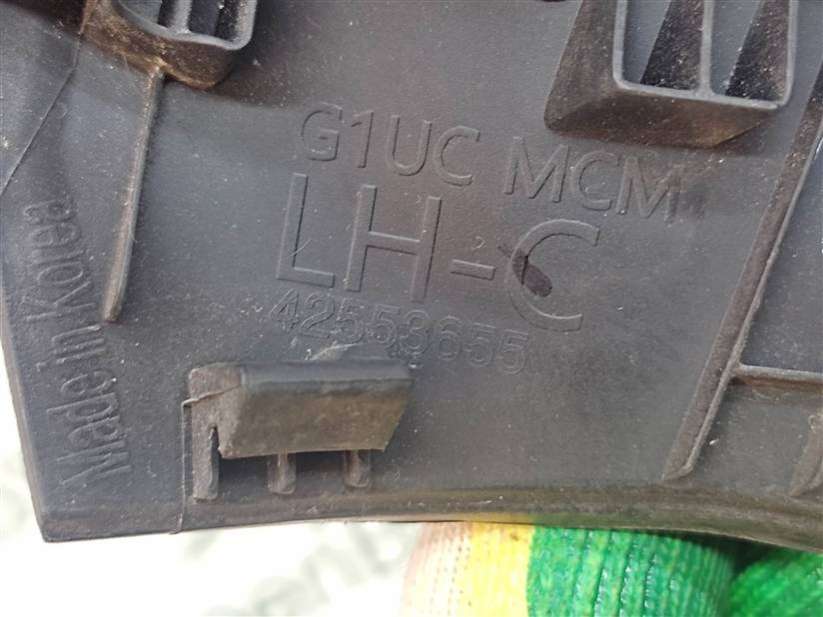 G1UC MCM
LH-C
42553655
Made in Korea